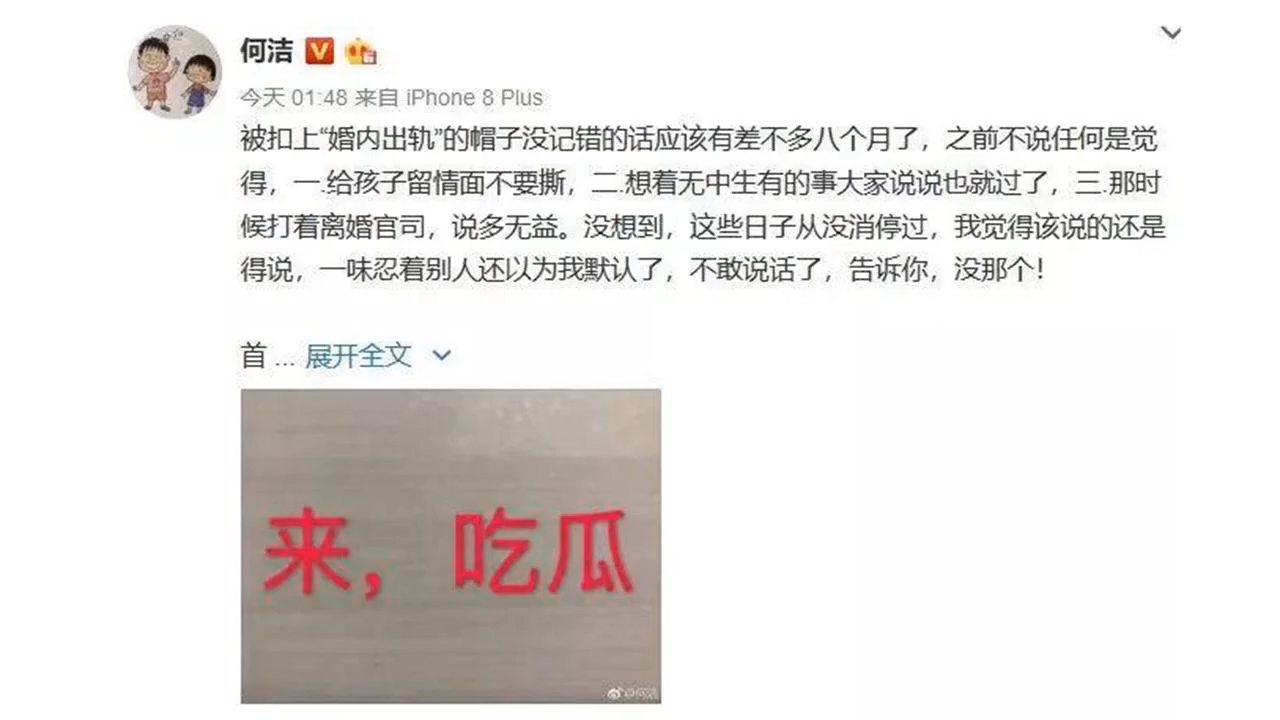 何洁
今天 01:48 来自 iPhone 8 Plus
被扣上“婚内出轨”的帽子没记错的话应该有差不多八个月了，之前不说任何是觉
得，一.给孩子留情面不要撕，二.想着无中生有的事大家说说也就过了，三.那时
候打着离婚官司，说多无益。没想到，这些日子从没消停过，我觉得该说的还是
得说，一味忍着别人还以为我默认了，不敢说话了，告诉你，没那个！
首 ... 展开全文
来，吃瓜
@何洁